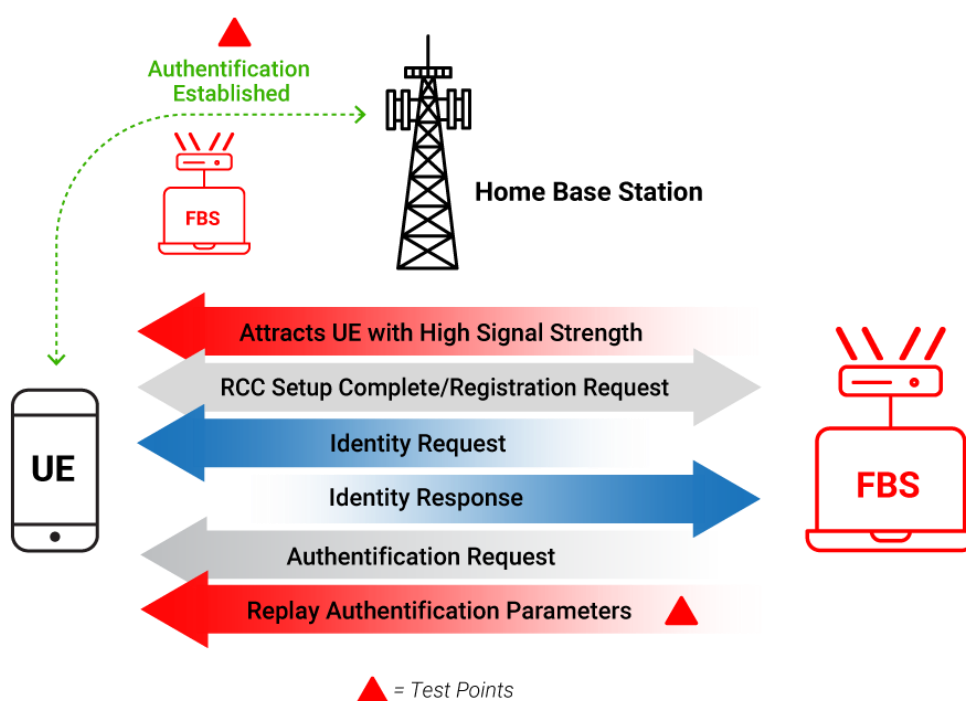 Authentification
Established
FBS
Home Base Station
Attracts UE with High Signal Strength
RCC Setup Complete/Registration Request
Identity Request
UE
Identity Response
FBS
Authentification Request
Replay Authentification Parameters
= Test Points